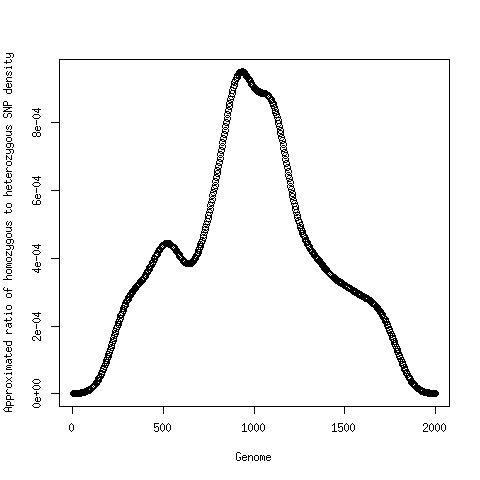 Approximated ratio of homozygous to heterozygous SNP density
8e-04
6e-04
4e-04
2e-04
0e+00
0 500 1000 1500 2000
Genome